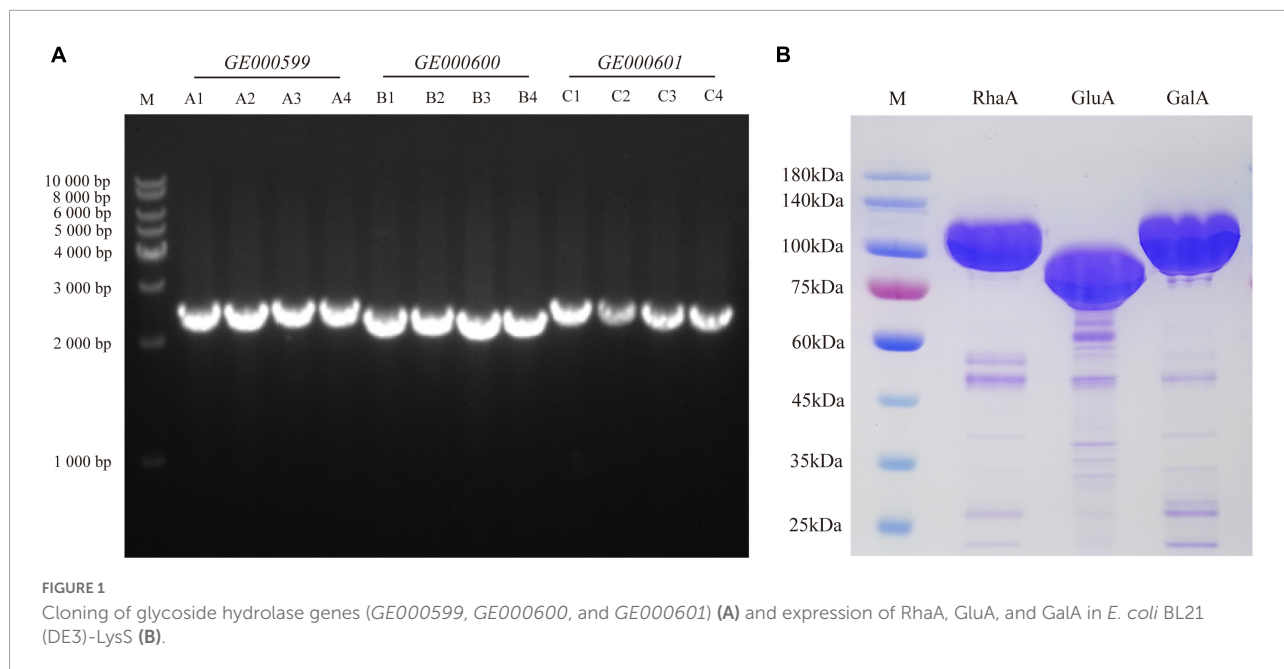 A
B
GE000599 GE000600 GE000601
M A1 A2 A3 A4 B1 B2 B3 B4 C1 C2 C3 C4
10 000 bp
8 000 bp
6 000 bp
5 000 bp
4 000 bp
3 000 bp
2 000 bp
1 000 bp
M RhaA GluA GalA
180kDa
140kDa
100kDa
75kDa
60kDa
45kDa
35kDa
25kDa
FIGURE 1
Cloning of glycoside hydrolase genes (GE000599, GE000600, and GE000601) (A) and expression of RhaA, GluA, and GalA in E. coli BL21
(DE3)-LysS (B).